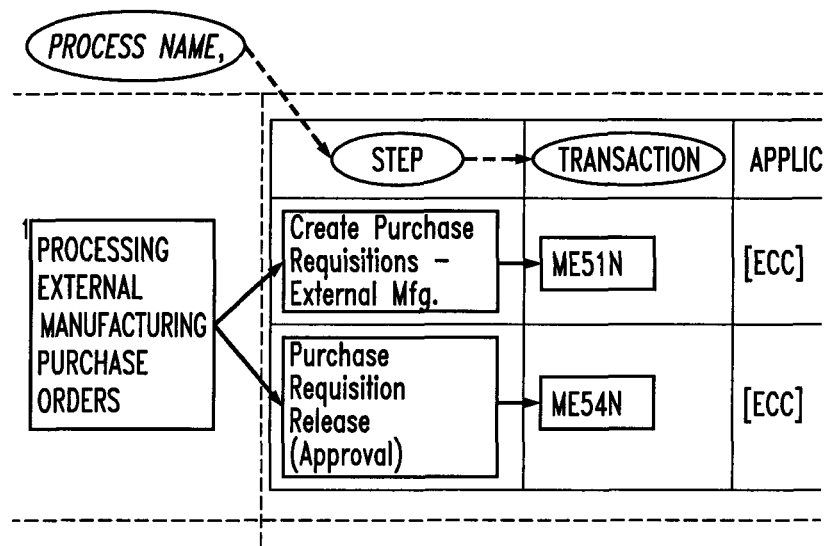 PROCESS NAME,
STEP
TRANSACTION
APPLIC
1
PROCESSING
EXTERNAL
MANUFACTURING
PURCHASE
ORDERS
Create Purchase
Requisitions –
External Mfg.
ME51N
[ECC]
Purchase
Requisition
Release
(Approval)
ME54N
[ECC]